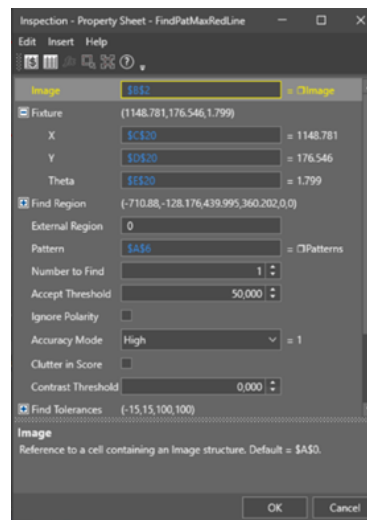 Inspection - Property Sheet - FindPatMaxRedLine
Edit Insert Help
Image $B$2 = Image
Fixture (1148.781,176.546,1.799)
X $C$20 = 1148.781
Y $D$20 = 176.546
Theta $E$20 = 1.799
Find Region (-710.88,-128.176,439.995,360.202,0,0)
External Region 0
Pattern $A$6 = Patterns
Number to Find 1
Accept Threshold 50,000
Ignore Polarity
Accuracy Mode High = 1
Clutter in Score
Contrast Threshold 0,000
Find Tolerances (-15,15,100,100)
Image
Reference to a cell containing an Image structure. Default = $A$0.
OK Cancel